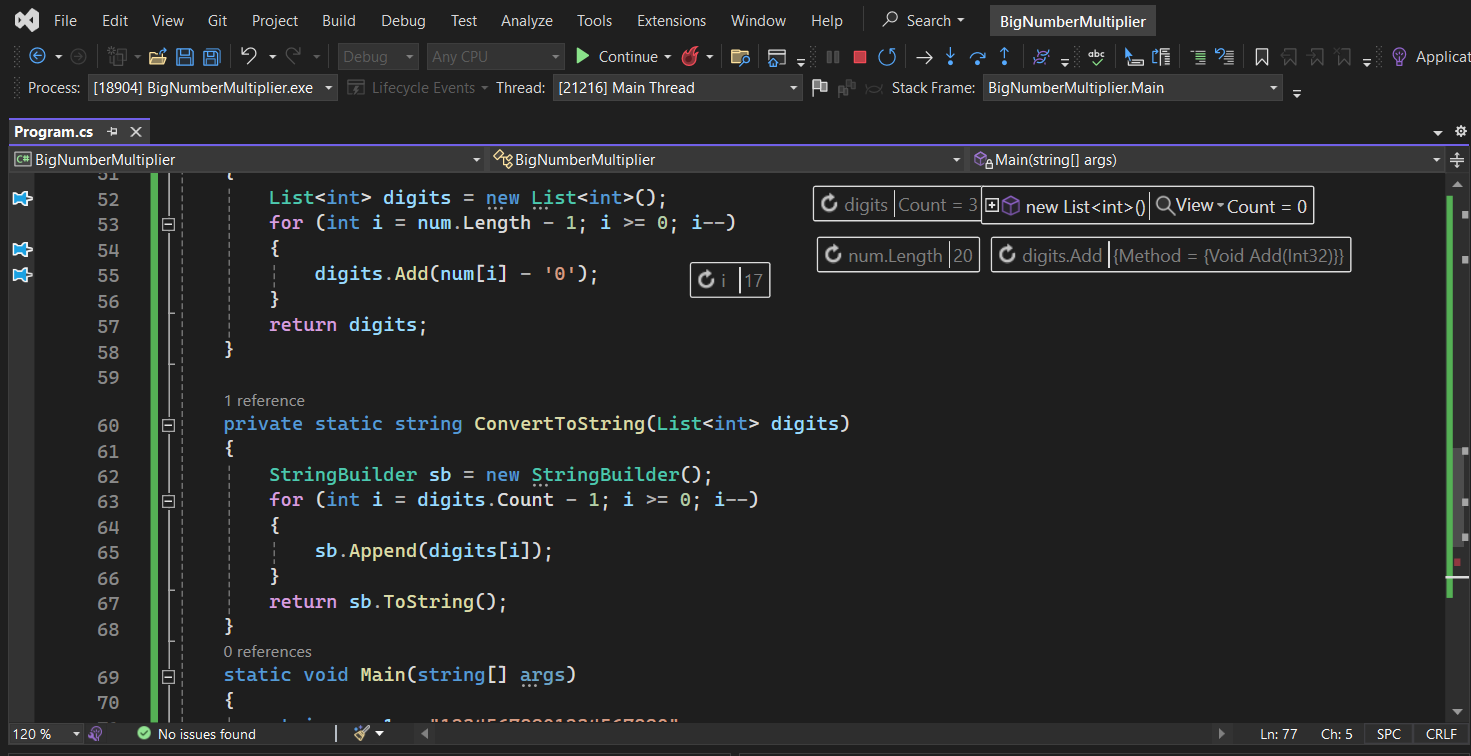 File Edit View Git Project Build Debug Test Analyze Tools Extensions Window Help Search BigNumberMultiplier
Debug Any CPU Continue abc Applicat
Process: [18904] BigNumberMultiplier.exe Lifecycle Events Thread: [21216] Main Thread Stack Frame: BigNumberMultiplier.Main
Program.cs
C# BigNumberMultiplier BigNumberMultiplier Main(string[] args)
51 {
52 List<int> digits = new List<int>(); digits Count = 3 new List<int>() View Count = 0
53 for (int i = num.Length - 1; i >= 0; i--)
54 { num.Length 20 digits.Add {Method = {Void Add(Int32)}}
55 digits.Add(num[i] - '0'); i 17
56 }
57 return digits;
58 }
59
1 reference
60 private static string ConvertToString(List<int> digits)
61 {
62 StringBuilder sb = new StringBuilder();
63 for (int i = digits.Count - 1; i >= 0; i--)
64 {
65 sb.Append(digits[i]);
66 }
67 return sb.ToString();
68 }
0 references
69 static void Main(string[] args)
70 {
120 % No issues found Ln: 77 Ch: 5 SPC CRLF